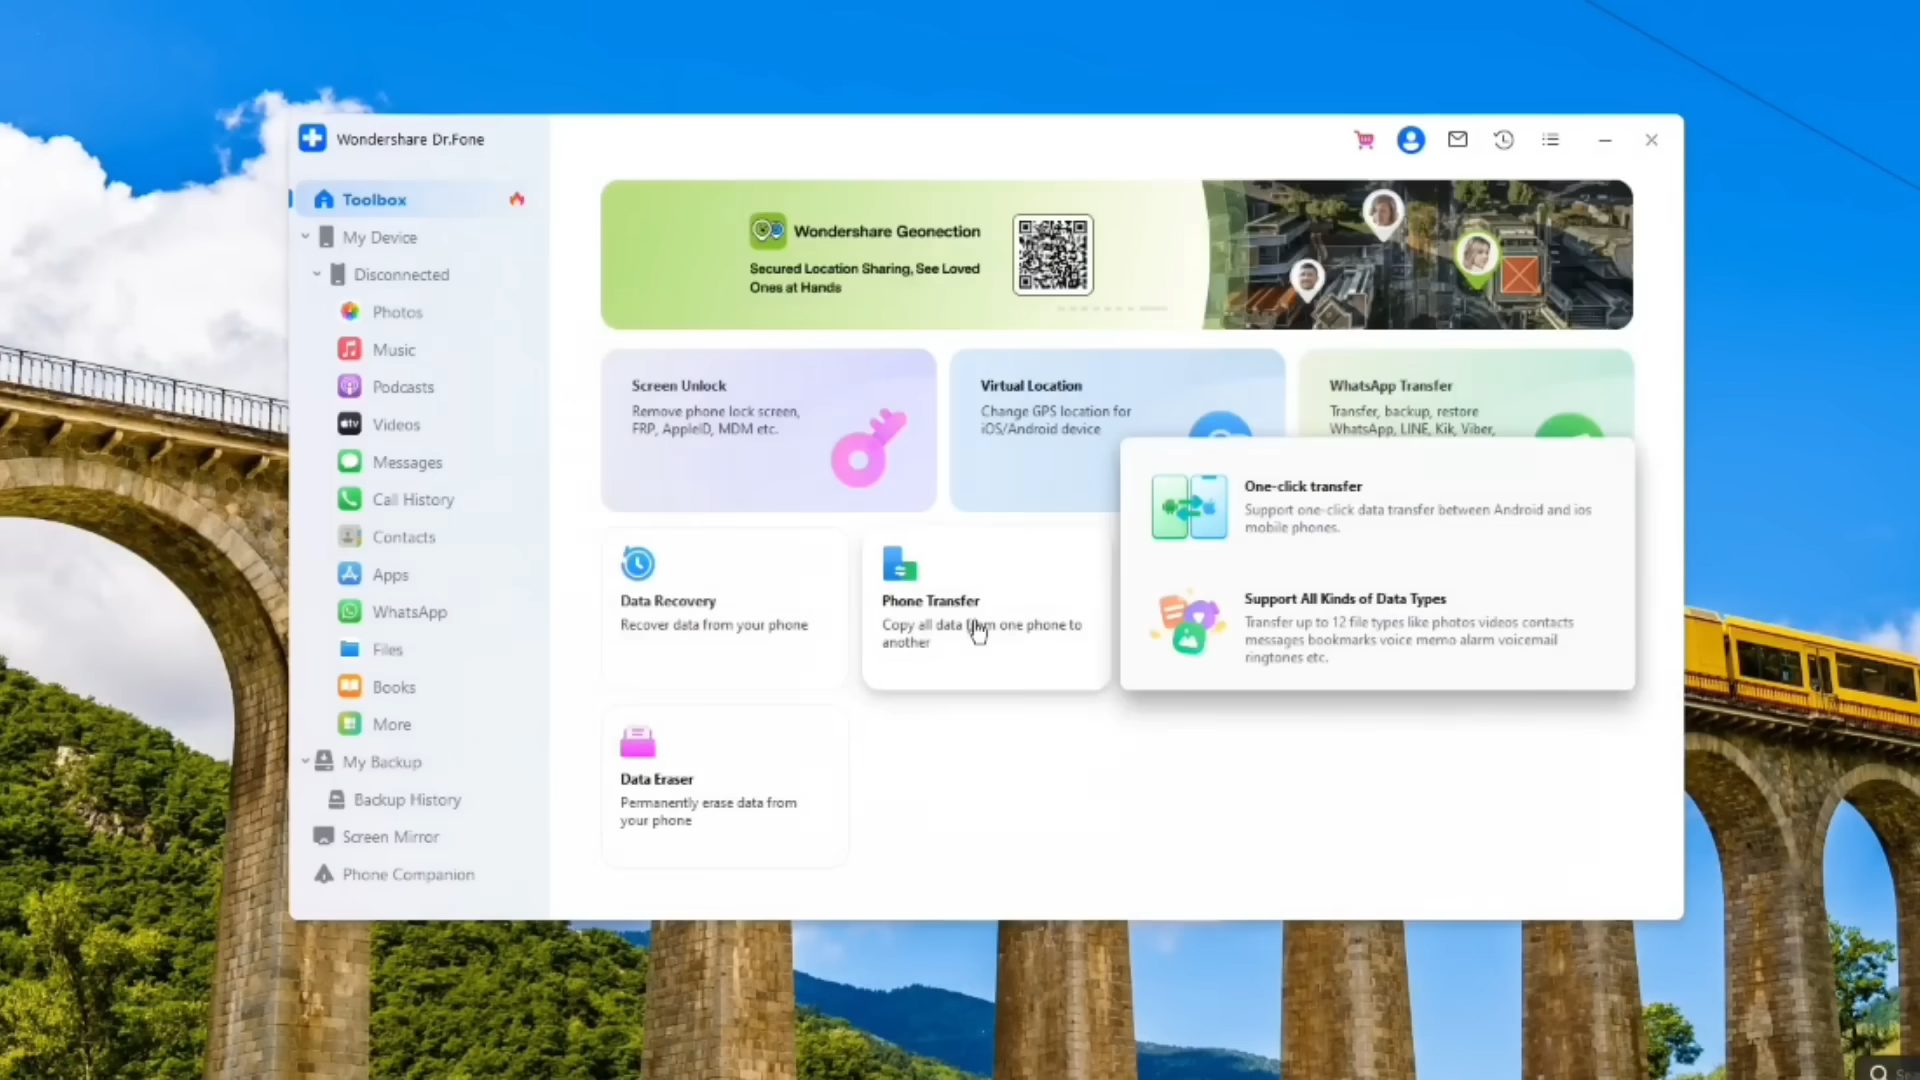 Wondershare Dr.Fone
Toolbox
My Device
Disconnected
Photos
Music
Podcasts
Videos
Messages
Call History
Contacts
Apps
WhatsApp
Files
Books
More
My Backup
Backup History
Screen Mirror
Phone Companion
Wondershare Geonection
Secured Location Sharing, See Loved
Ones at Hands
Screen Unlock
Remove phone lock screen,
FRP, AppleID, MDM etc.
Virtual Location
Change GPS location for
iOS/Android device
WhatsApp Transfer
Transfer, backup, restore
WhatsApp, LINE, Kik, Viber,
One-click transfer
Support one-click data transfer between Android and ios
mobile phones.
Support All Kinds of Data Types
Transfer up to 12 file types like photos videos contacts
messages bookmarks voice memo alarm voicemail
ringtones etc.
Data Recovery
Recover data from your phone
Phone Transfer
Copy all data from one phone to
another
Data Eraser
Permanently erase data from
your phone